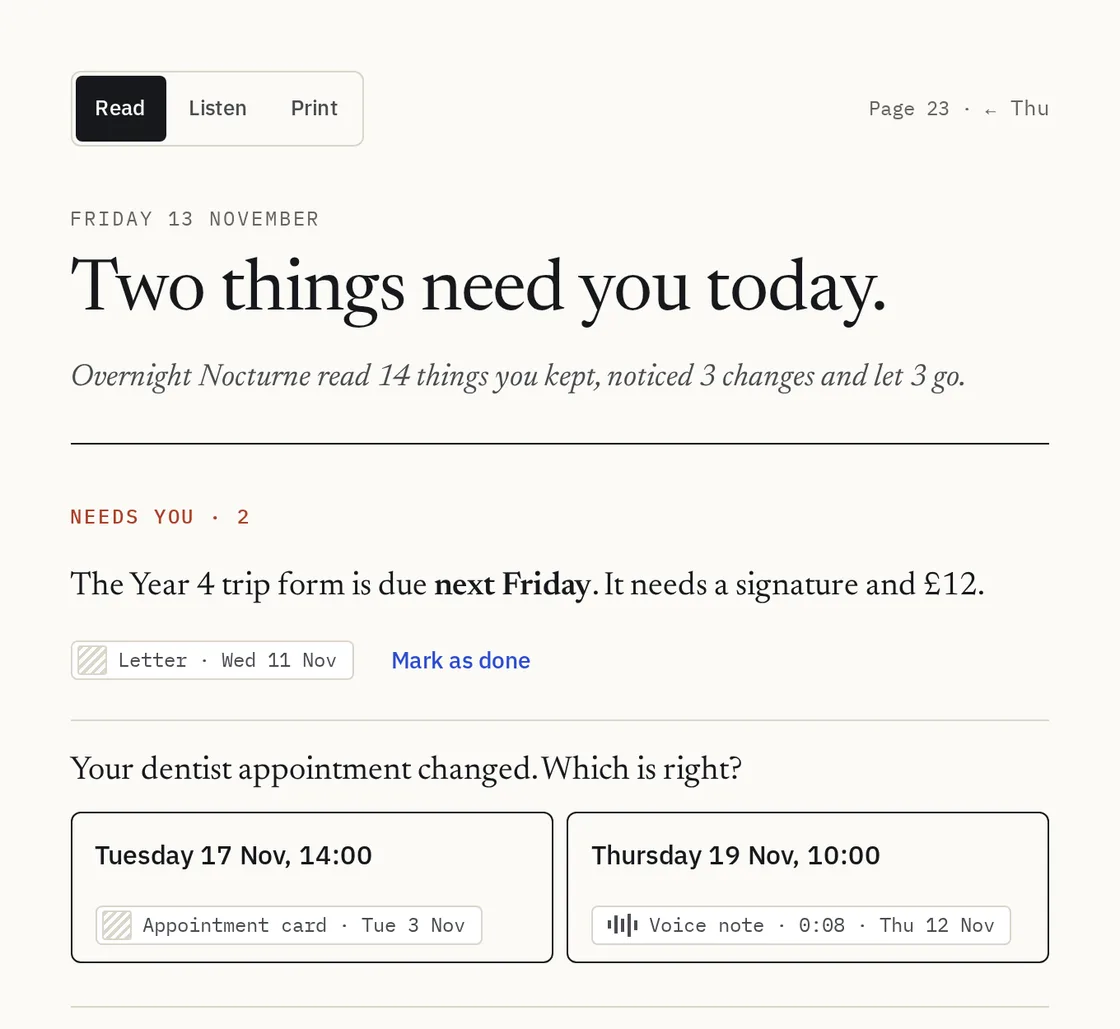 Read Listen Print
Page 23 · ← Thu
FRIDAY 13 NOVEMBER
Two things need you today.
Overnight Nocturne read 14 things you kept, noticed 3 changes and let 3 go.
NEEDS YOU · 2
The Year 4 trip form is due next Friday. It needs a signature and £12.
Letter · Wed 11 Nov
Mark as done
Your dentist appointment changed. Which is right?
Tuesday 17 Nov, 14:00
Appointment card · Tue 3 Nov
Thursday 19 Nov, 10:00
Voice note · 0:08 · Thu 12 Nov